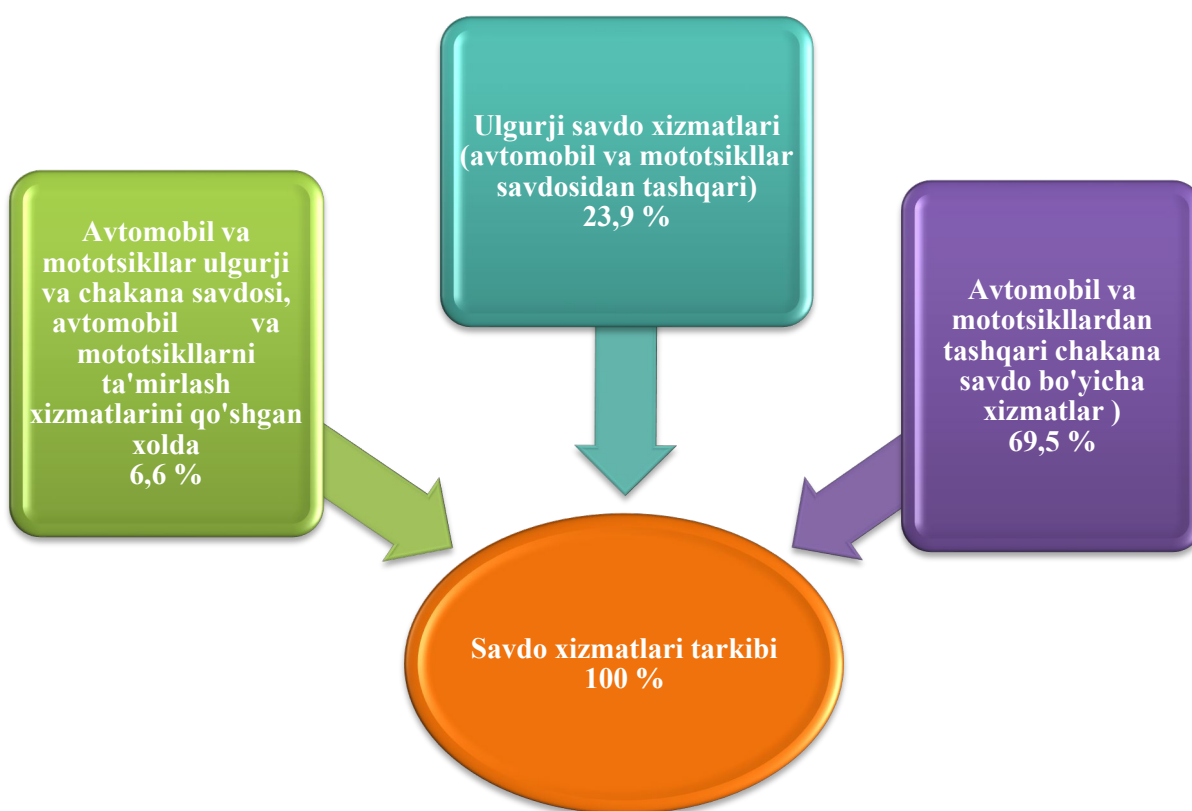 Avtomobil va
mototsikllar ulgurji
va chakana savdosi,
avtomobil va
mototsikllarni
ta'mirlash
xizmatlarini qo'shgan
xolda
6,6 %
Ulgurji savdo xizmatlari
(avtomobil va mototsikllar
savdosidan tashqari)
23,9 %
Avtomobil va
mototsikllardan
tashqari chakana
savdo bo'yicha
xizmatlar )
69,5 %
Savdo xizmatlari tarkibi
100 %